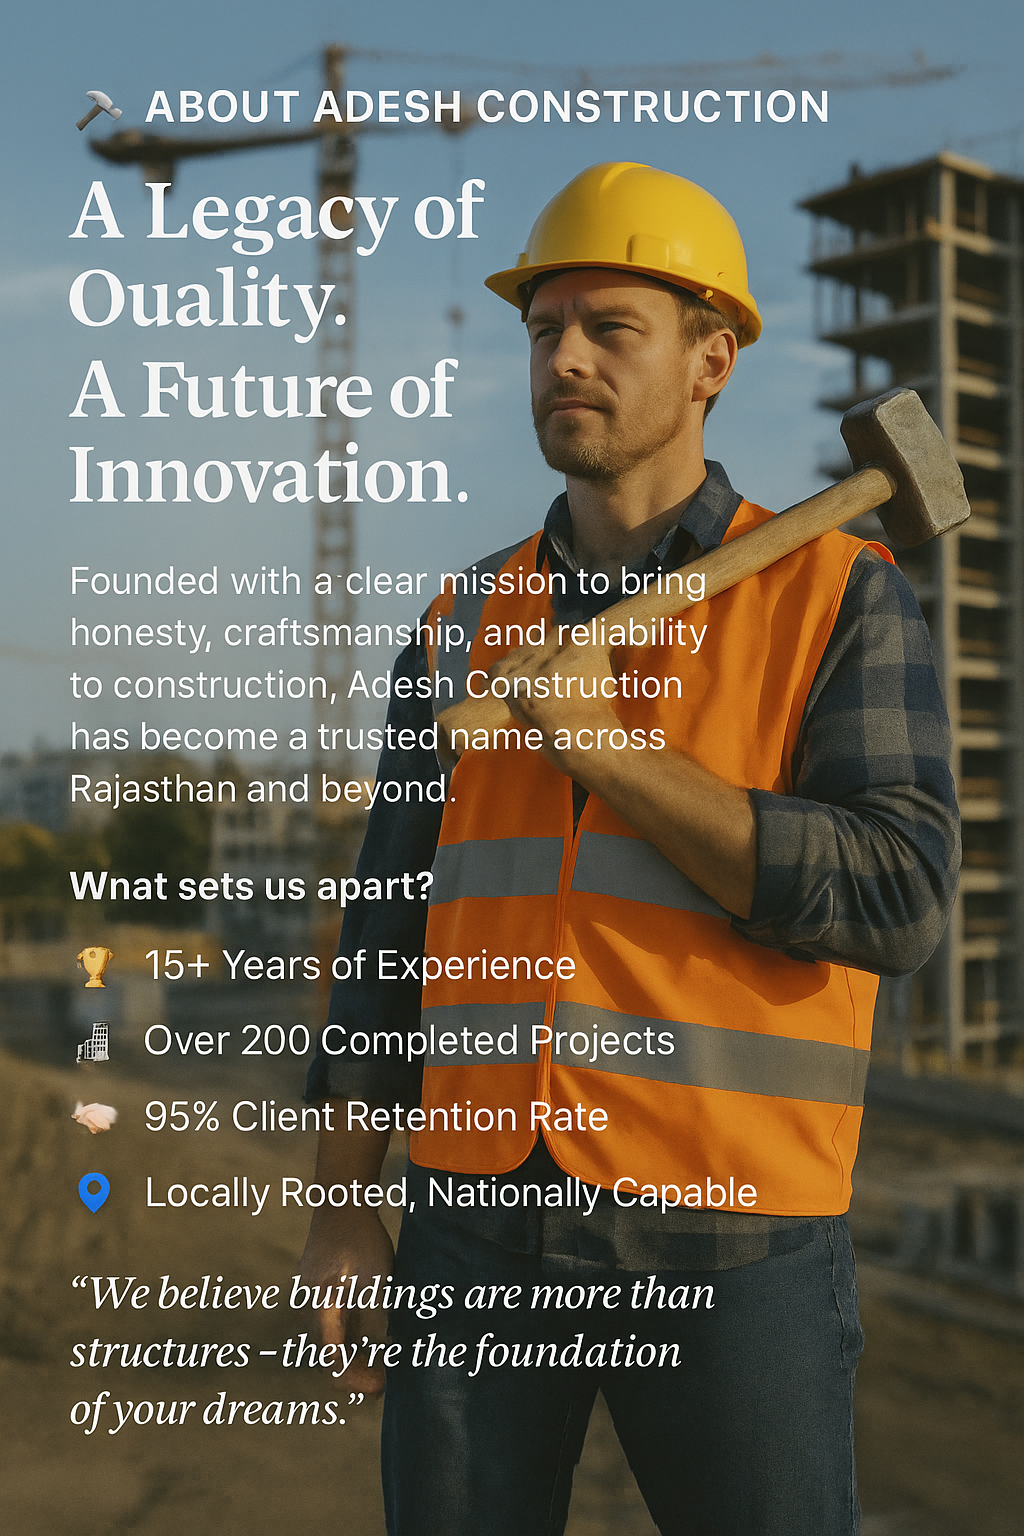 ABOUT ADESH CONSTRUCTION
A Legacy of
Ouality.
A Future of
Innovation.
Founded with a clear mission to bring
honesty, craftsmanship, and reliability
to construction, Adesh Construction
has become a trusted name across
Rajasthan and beyond.
Wnat sets us apart?
15+ Years of Experience
Over 200 Completed Projects
95% Client Retention Rate
Locally Rooted, Nationally Capable
“We believe buildings are more than
structures –they’re the foundation
of your dreams.”